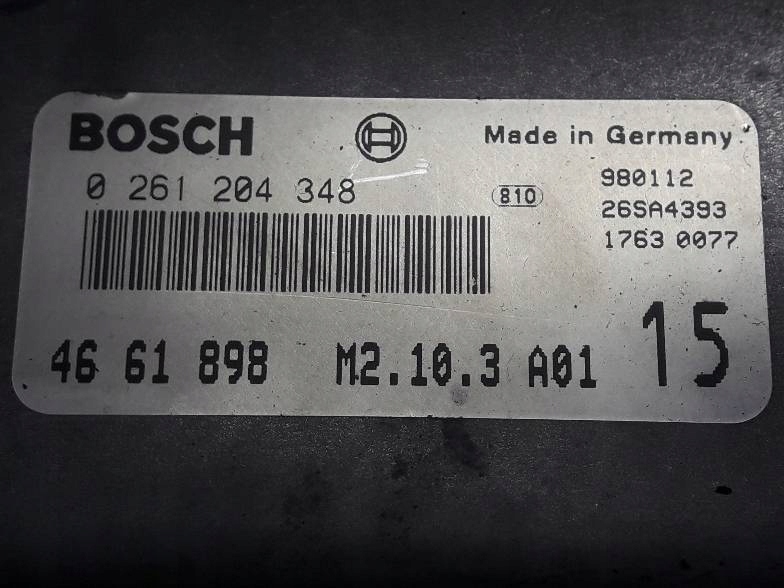 BOSCH
Made in Germany
0 261 204 348
810
980112
26SA4393
1763 0077
46 61 898 M2.10.3 A01 15